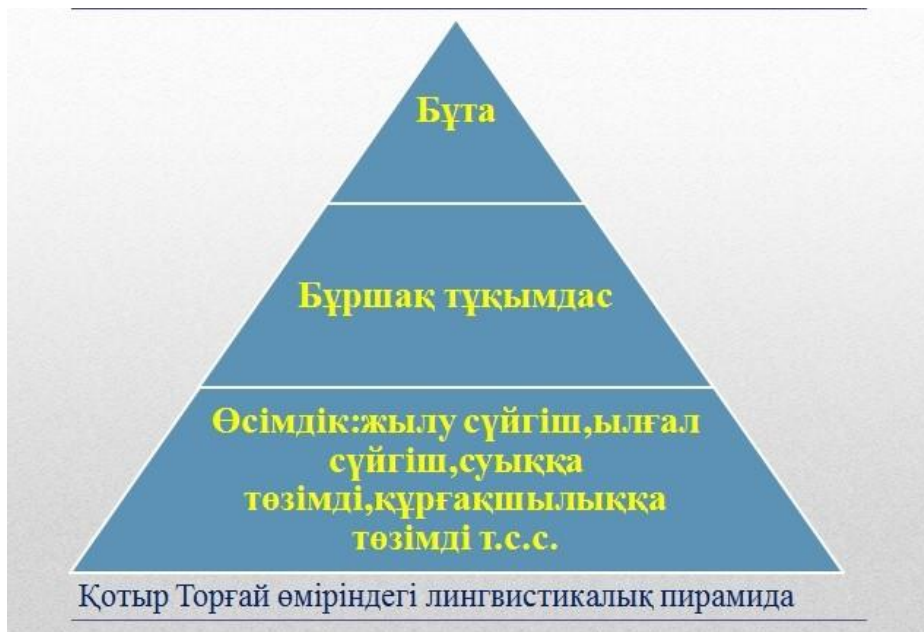 Бұта
Бұршақ тұқымдас
Өсімдік:жылу сүйгіш,ылғал
сүйгіш,суыққа
төзімді,құрғақшылыққа
төзімді т.с.с.
Қотыр Торғай өміріндегі лингвистикалық пирамида